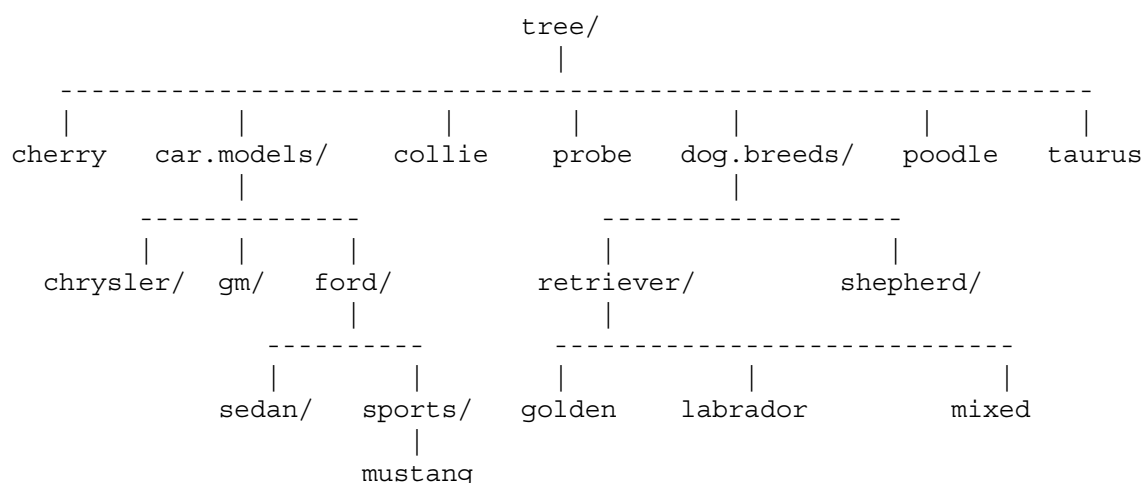 tree/
cherry car.models/ collie probe dog.breeds/ poodle taurus
chrysler/ gm/ ford/ retriever/ shepherd/
sedan/ sports/ golden labrador mixed
mustang